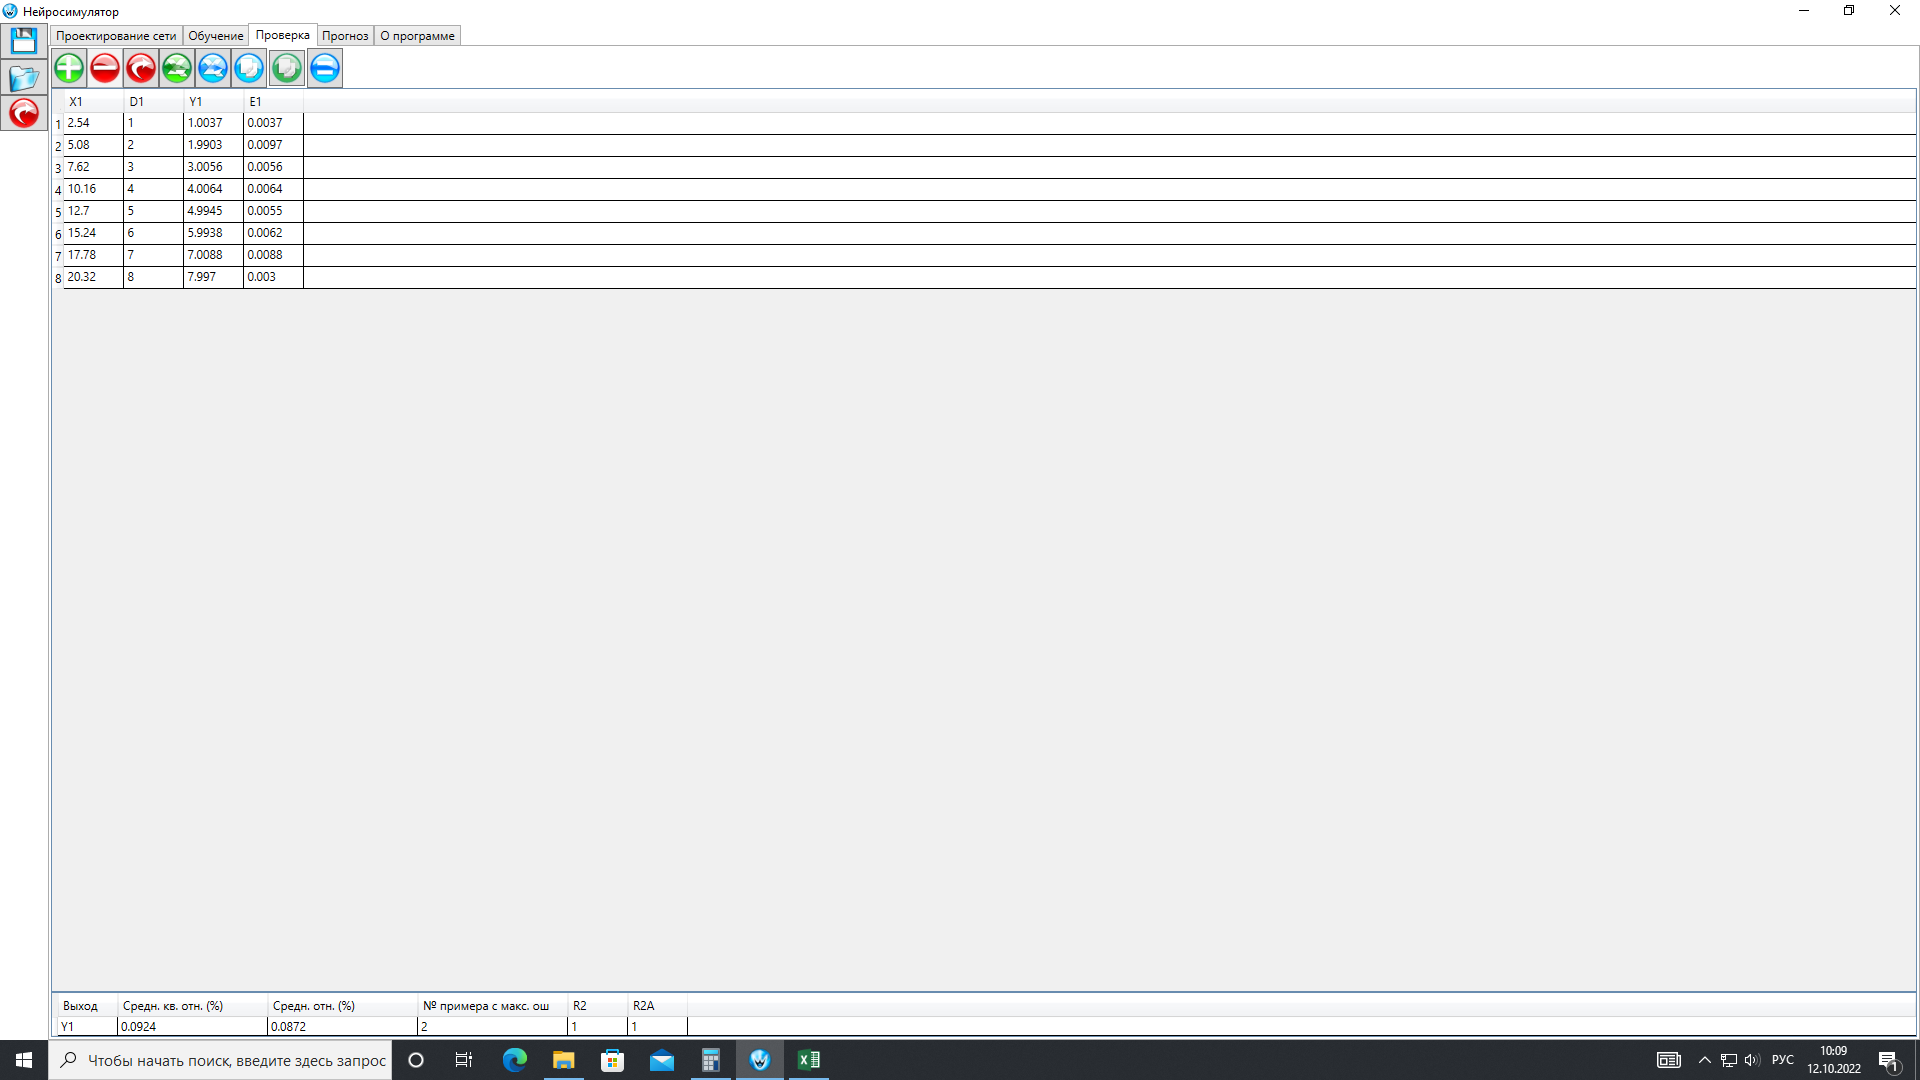 Нейросимулятор
Проектирование сети Обучение Проверка Прогноз О программе
X1 D1 Y1 E1
1 2.54 1 1.0037 0.0037
2 5.08 2 1.9903 0.0097
3 7.62 3 3.0056 0.0056
4 10.16 4 4.0064 0.0064
5 12.7 5 4.9945 0.0055
6 15.24 6 5.9938 0.0062
7 17.78 7 7.0088 0.0088
8 20.32 8 7.997 0.003
Выход Средн. кв. отн. (%) Средн. отн. (%) № примера с макс. ош R2 R2A
Y1 0.0924 0.0872 2 1 1
Чтобы начать поиск, введите здесь запрос
РУС
10:09
12.10.2022
1